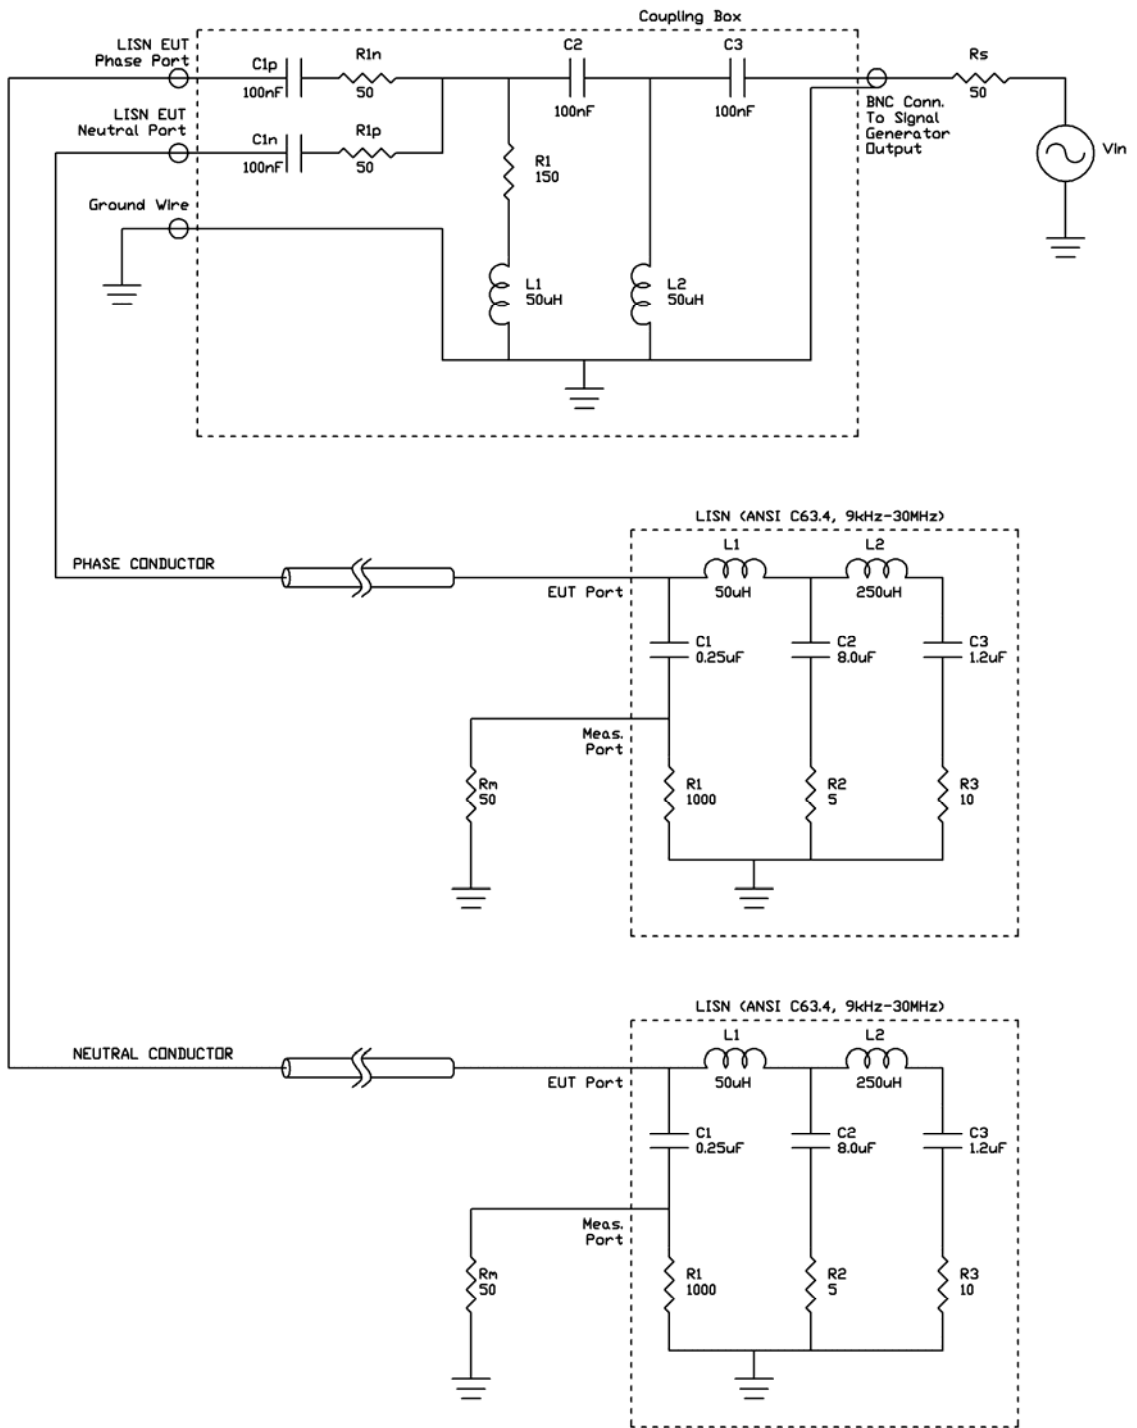 Coupling Box
LISN EUT
Phase Port
C1p
100nF
R1n
50
C2
100nF
C3
100nF
Rs
50
LISN EUT
Neutral Port
C1n
100nF
R1p
50
BNC Conn.
To Signal
Generator
Output
Vin
R1
150
Ground Wire
L1
50uH
L2
50uH
LISN (ANSI C63.4, 9kHz-30MHz)
PHASE CONDUCTOR
EUT Port
L1
50uH
L2
250uH
C1
0.25uF
C2
8.0uF
C3
1.2uF
Meas.
Port
Rm
50
R1
1000
R2
5
R3
10
LISN (ANSI C63.4, 9kHz-30MHz)
NEUTRAL CONDUCTOR
EUT Port
L1
50uH
L2
250uH
C1
0.25uF
C2
8.0uF
C3
1.2uF
Meas.
Port
Rm
50
R1
1000
R2
5
R3
10